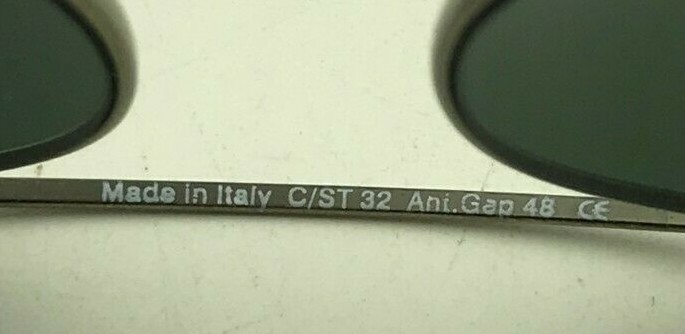 Made in Italy C/ST 32 Ani.Gap 48 CE